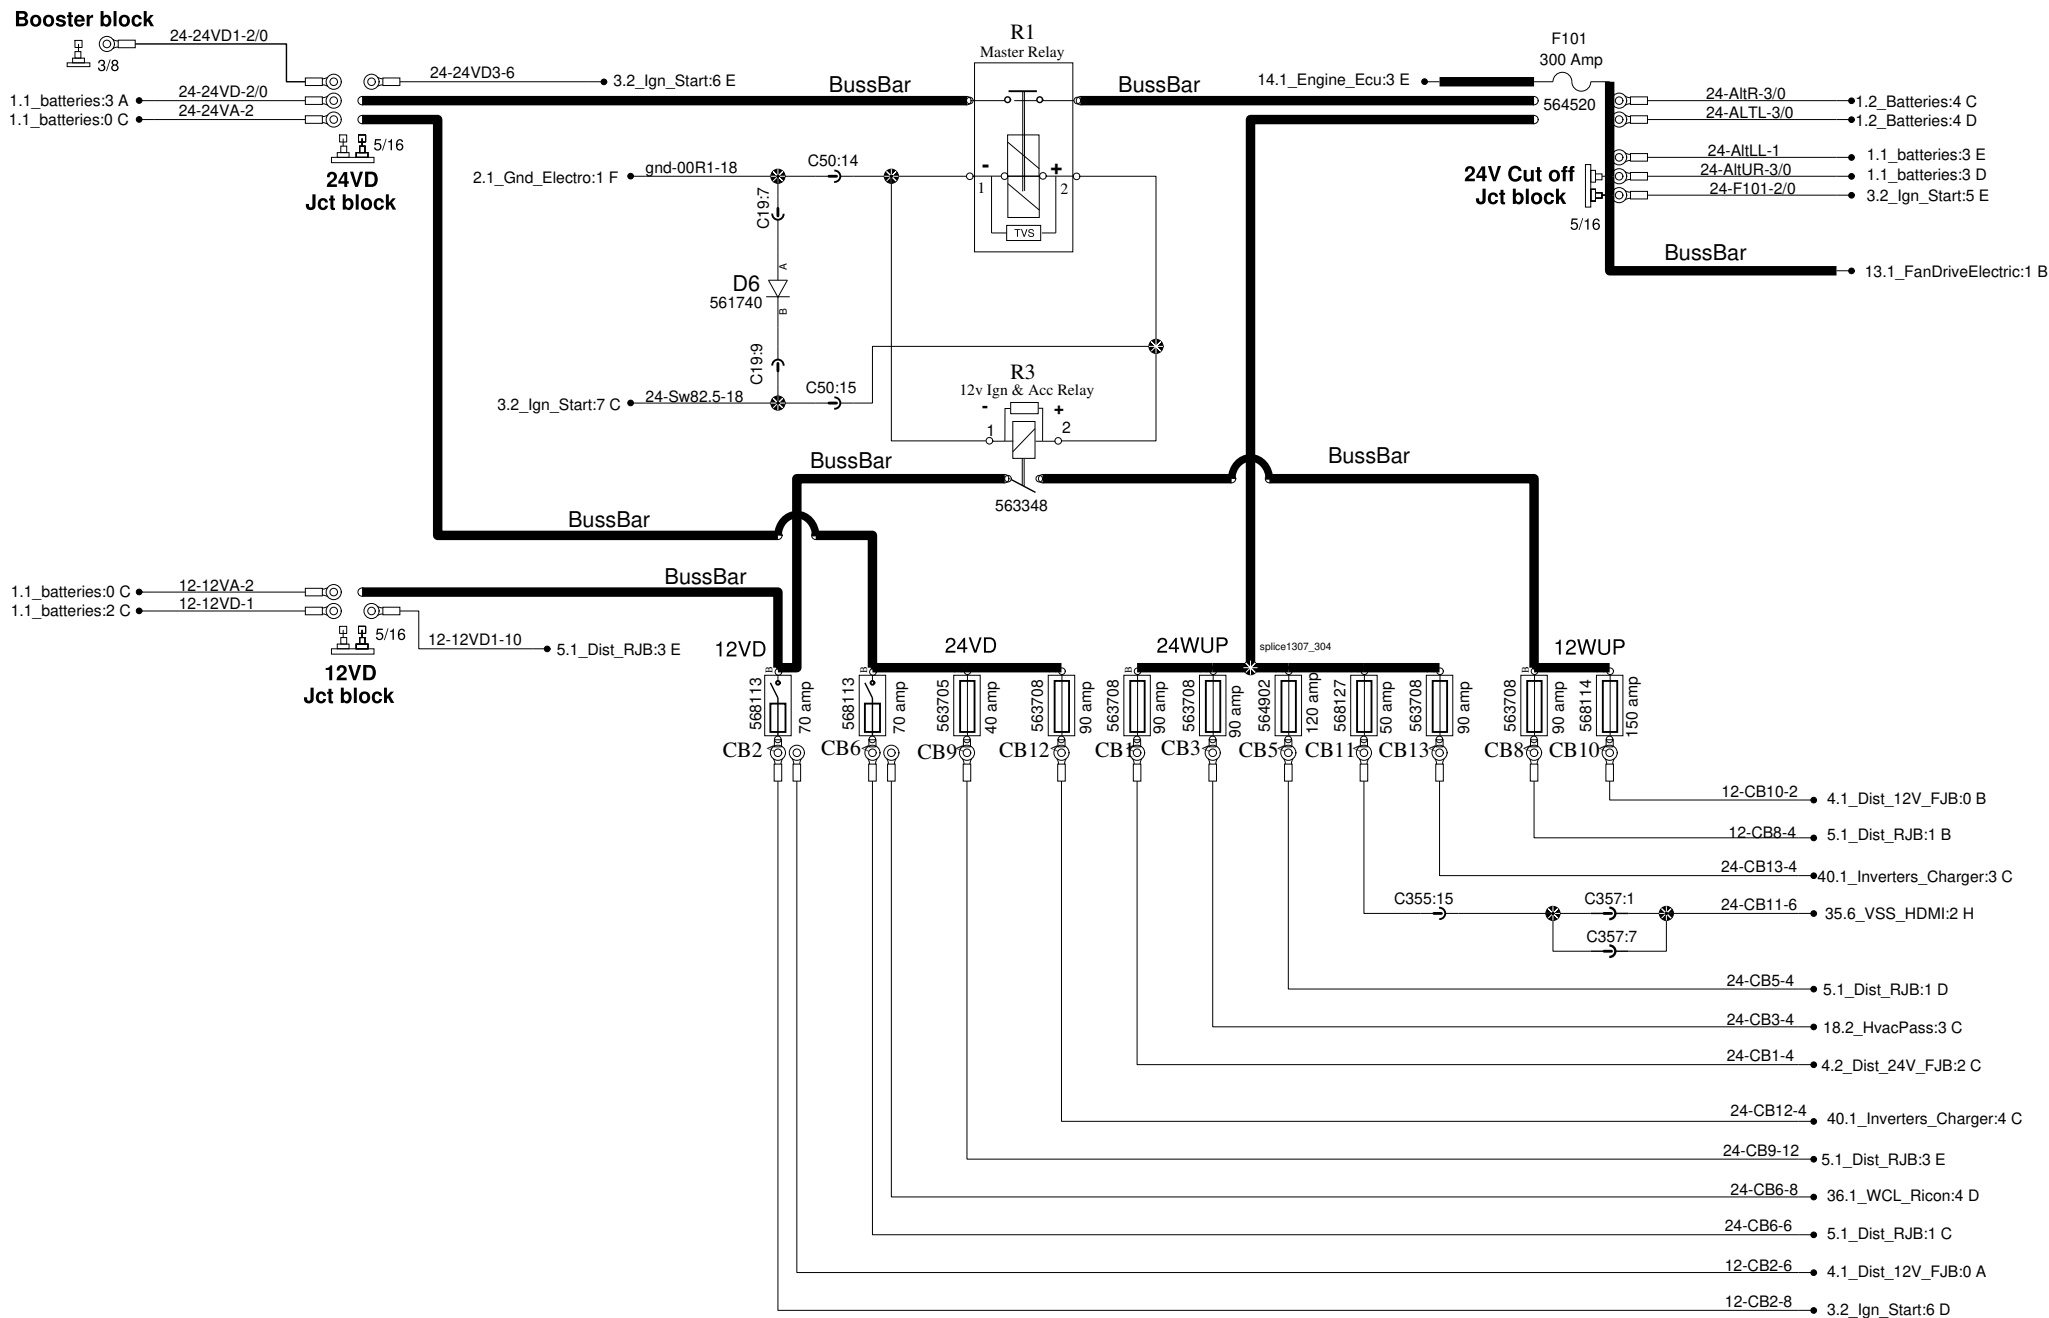 Booster block
24-24VD1-2/0
3/8
24-24VD3-6
3.2_Ign_Start:6 E
1.1_batteries:3 A
24-24VD-2/0
1.1_batteries:0 C
24-24VA-2
5/16
24VD
Jct block
BussBar
R1
Master Relay
-
+
1
2
TVS
BussBar
14.1_Engine_Ecu:3 E
F101
300 Amp
564520
24-AltR-3/0
1.2_Batteries:4 C
24-ALTL-3/0
1.2_Batteries:4 D
24-AltLL-1
1.1_batteries:3 E
24-AltUR-3/0
1.1_batteries:3 D
24-F101-2/0
3.2_Ign_Start:5 E
24V Cut off
Jct block
5/16
BussBar
13.1_FanDriveElectric:1 B
2.1_Gnd_Electro:1 F
gnd-00R1-18
C50:14
C19:7
A
D6
561740
B
C19:9
3.2_Ign_Start:7 C
24-Sw82.5-18
C50:15
R3
12v Ign & Acc Relay
-
+
1
2
563348
BussBar
BussBar
BussBar
1.1_batteries:0 C
12-12VA-2
1.1_batteries:2 C
12-12VD-1
5/16
12VD
Jct block
12-12VD1-10
5.1_Dist_RJB:3 E
BussBar
12VD
24VD
24WUP
splice1307_304
12WUP
B
568113
70 amp
CB2
B
568113
70 amp
CB6
563705
40 amp
CB9
563708
90 amp
CB12
B
563708
90 amp
CB1
563708
90 amp
CB3
564902
120 amp
CB5
568127
50 amp
CB11
563708
90 amp
CB13
B
563708
90 amp
CB8
568114
150 amp
CB10
12-CB10-2
4.1_Dist_12V_FJB:0 B
12-CB8-4
5.1_Dist_RJB:1 B
24-CB13-4
40.1_Inverters_Charger:3 C
C355:15
C357:1
24-CB11-6
35.6_VSS_HDMI:2 H
C357:7
24-CB5-4
5.1_Dist_RJB:1 D
24-CB3-4
18.2_HvacPass:3 C
24-CB1-4
4.2_Dist_24V_FJB:2 C
24-CB12-4
40.1_Inverters_Charger:4 C
24-CB9-12
5.1_Dist_RJB:3 E
24-CB6-8
36.1_WCL_Ricon:4 D
24-CB6-6
5.1_Dist_RJB:1 C
12-CB2-6
4.1_Dist_12V_FJB:0 A
12-CB2-8
3.2_Ign_Start:6 D